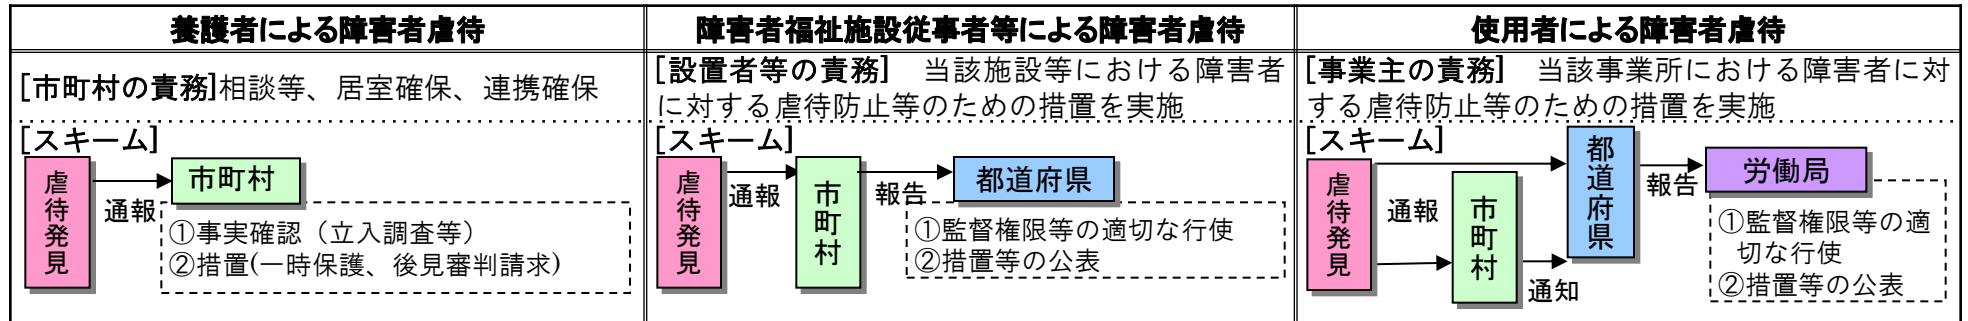 養護者による障害者虐待
[市町村の責務]相談等、居室確保、連携確保
[スキーム]
虐待発見
通報
市町村
①事実確認（立入調査等）
②措置(一時保護、後見審判請求)
障害者福祉施設従事者等による障害者虐待
[設置者等の責務]　当該施設等における障害者
に対する虐待防止等のための措置を実施
[スキーム]
虐待発見
通報
市町村
報告
都道府県
①監督権限等の適切な行使
②措置等の公表
使用者による障害者虐待
[事業主の責務]　当該事業所における障害者に対
する虐待防止等のための措置を実施
[スキーム]
虐待発見
通報
市町村
通知
都道府県
報告
労働局
①監督権限等の適
切な行使
②措置等の公表